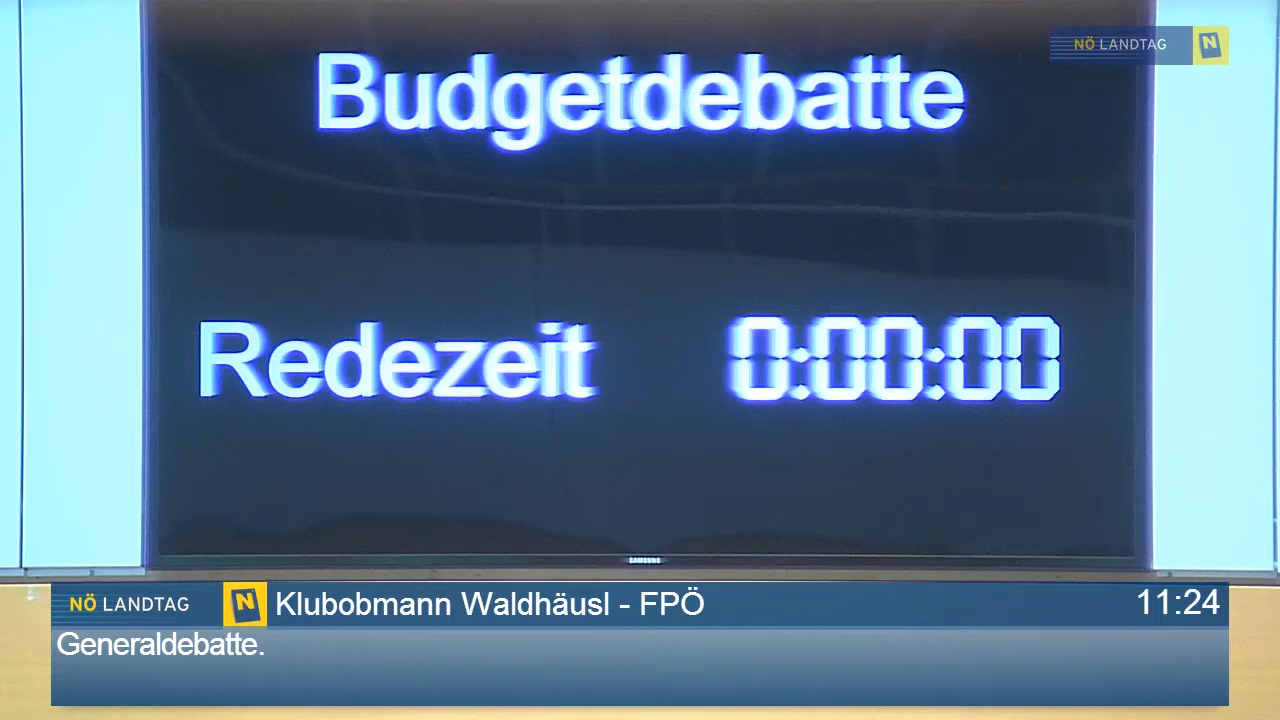 NÖ LANDTAG N
Budgetdebatte
Redezeit 0:00:00
SAMSUNG
NÖ LANDTAG N Klubobmann Waldhäusl - FPÖ 11:24
Generaldebatte.